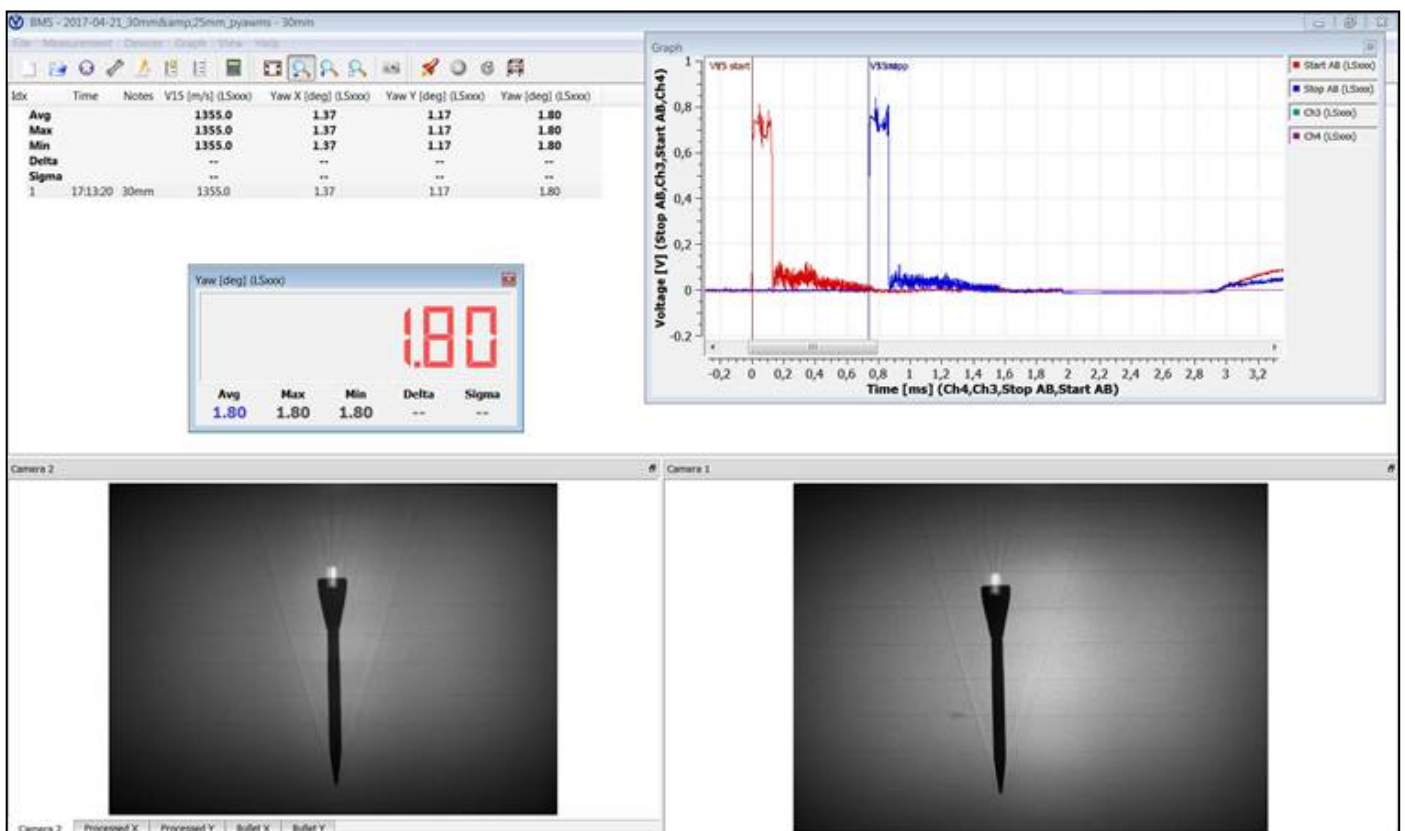 BMS - 2017-04-21_30mm&amp;25mm_pyawms - 30mm
File Measurement Devices Graph View Help
Idx Time Notes V15 [m/s] (LSxxx) Yaw X [deg] (LSxxx) Yaw Y [deg] (LSxxx) Yaw [deg] (LSxxx)
Avg 1355.0 1.37 1.17 1.80
Max 1355.0 1.37 1.17 1.80
Min 1355.0 1.37 1.17 1.80
Delta -- -- -- --
Sigma -- -- -- --
1 17:13:20 30mm 1355.0 1.37 1.17 1.80
Yaw [deg] (LSxxx)
1.80
Avg Max Min Delta Sigma
1.80 1.80 1.80 -- --
Graph
start
Start AB (LSxxx)
Stop AB (LSxxx)
Ch3 (LSxxx)
Ch4 (LSxxx)
Voltage [V] (Stop AB,Ch3,Start AB,Ch4)
1
0,8
0,6
0,4
0,2
0
-0.2
-0,2 0 0,2 0,4 0,6 0,8 1 1,2 1,4 1,6 1,8 2 2,2 2,4 2,6 2,8 3 3,2
Time [ms] (Ch4,Ch3,Stop AB,Start AB)
Camera 2
Camera 1
Camera 2 Processed X Processed Y Bullet X Bullet Y